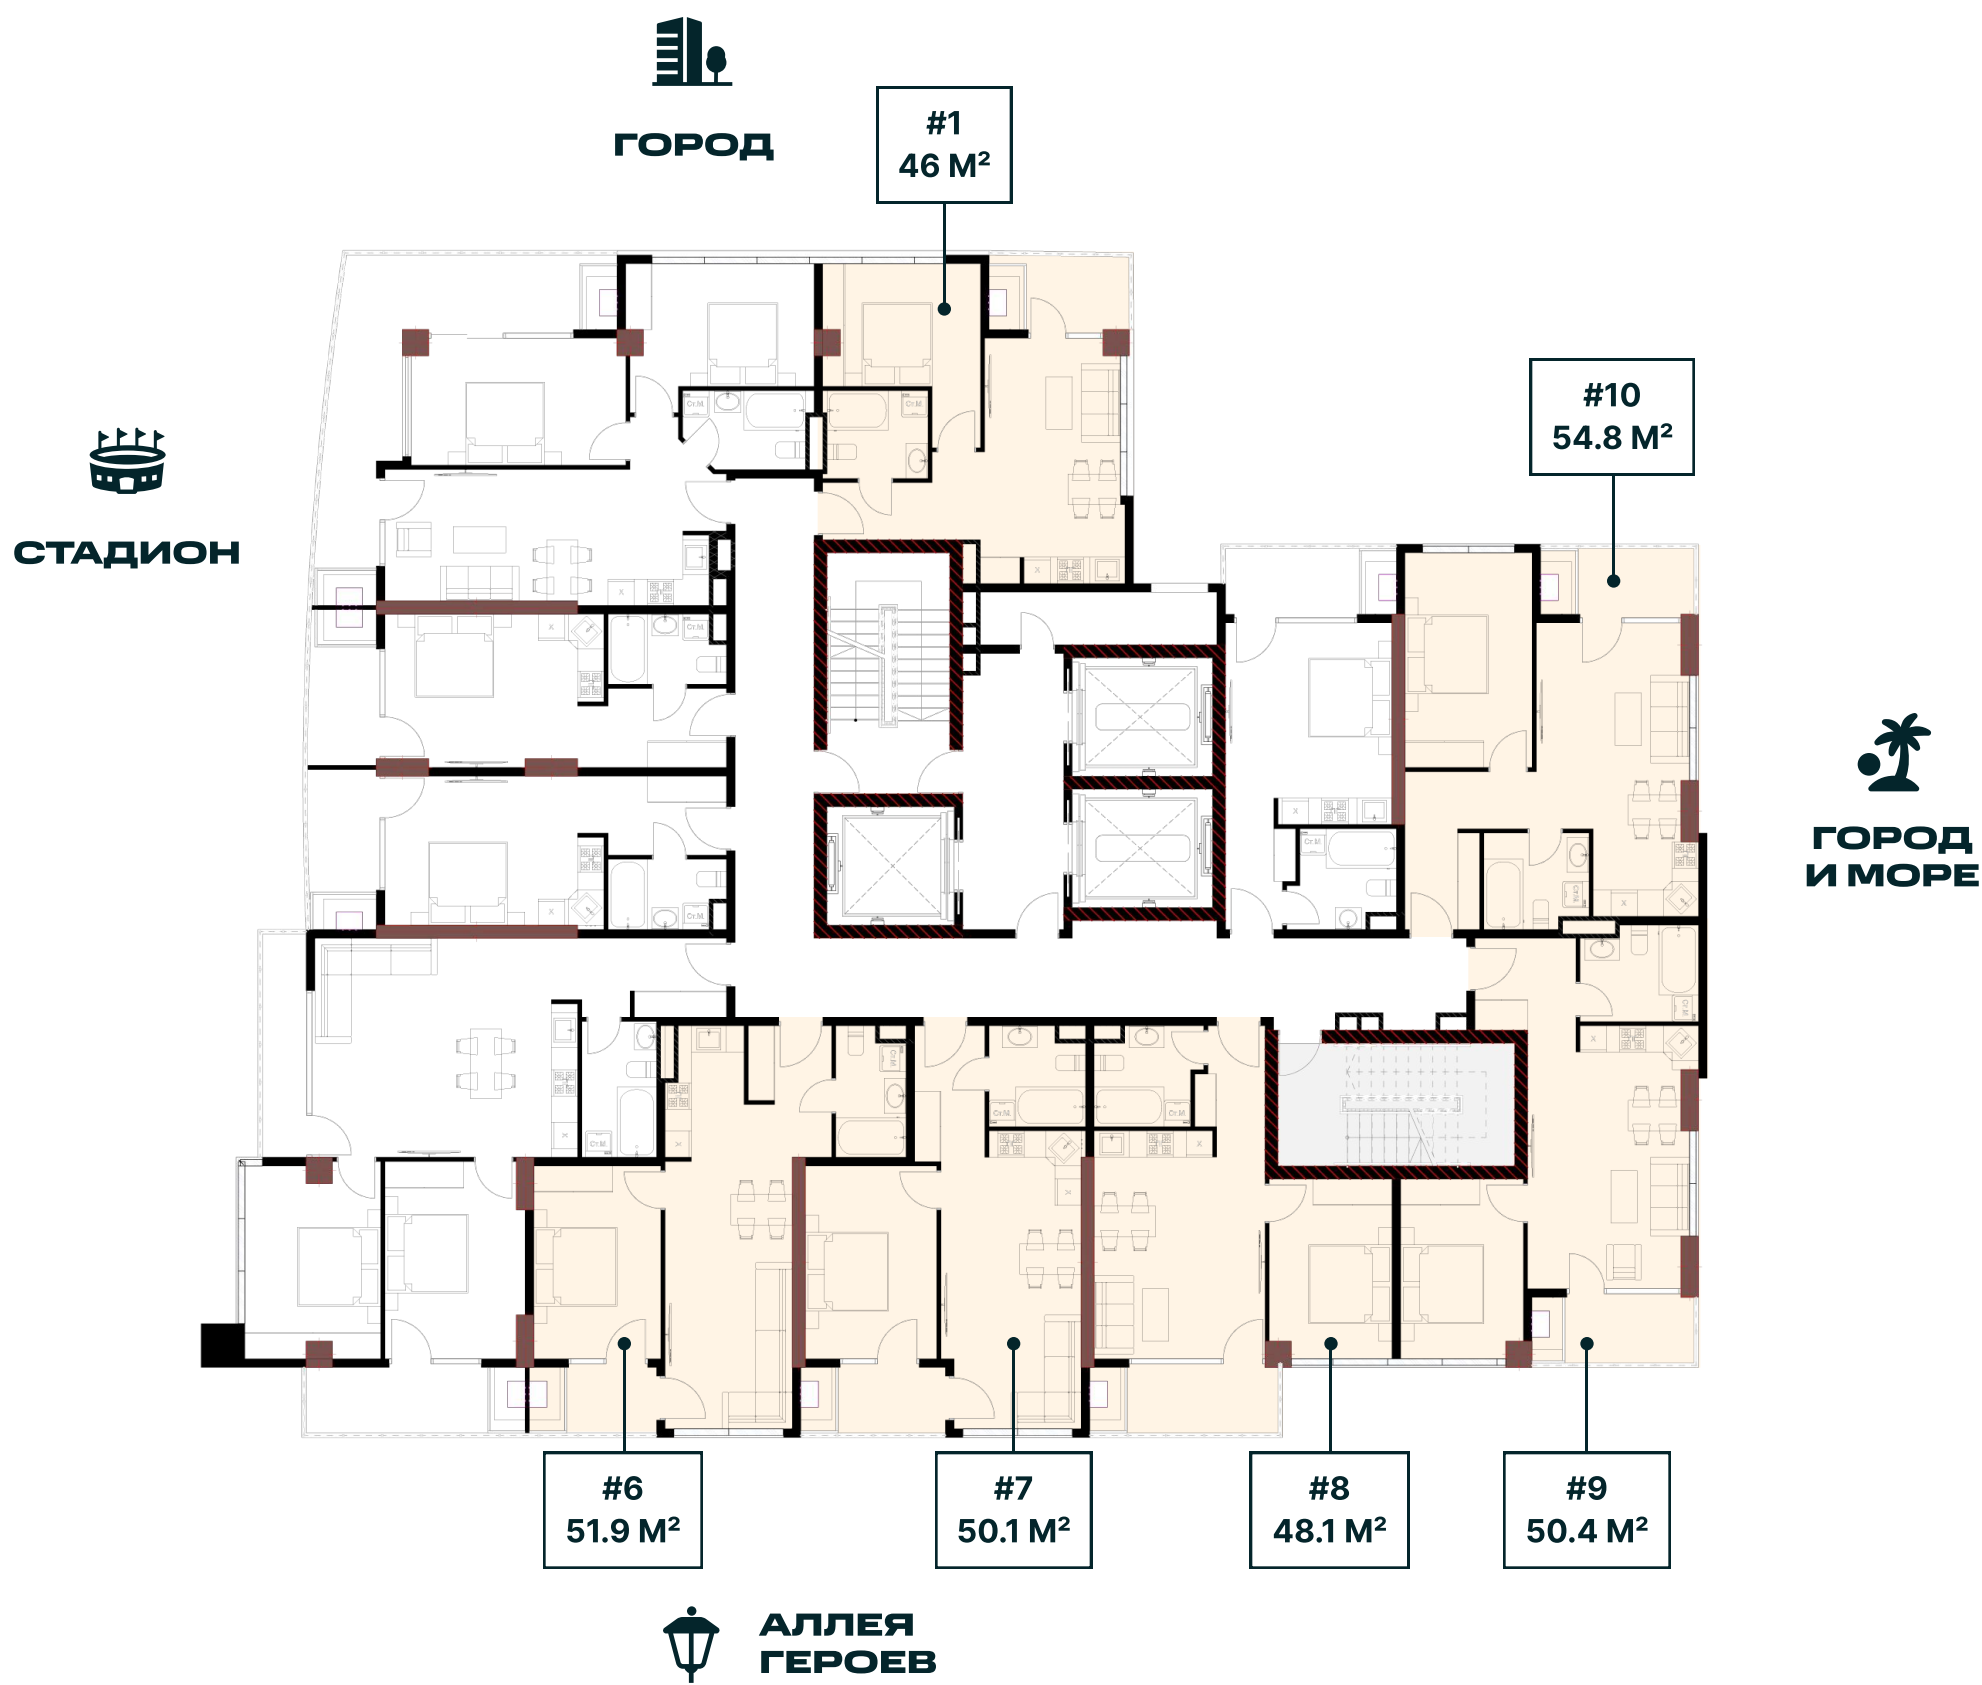 ГОРОД
#1
46 М²
#10
54.8 М²
СТАДИОН
ГОРОД
И МОРЕ
#6
51.9 М²
#7
50.1 М²
#8
48.1 М²
#9
50.4 М²
АЛЛЕЯ
ГЕРОЕВ